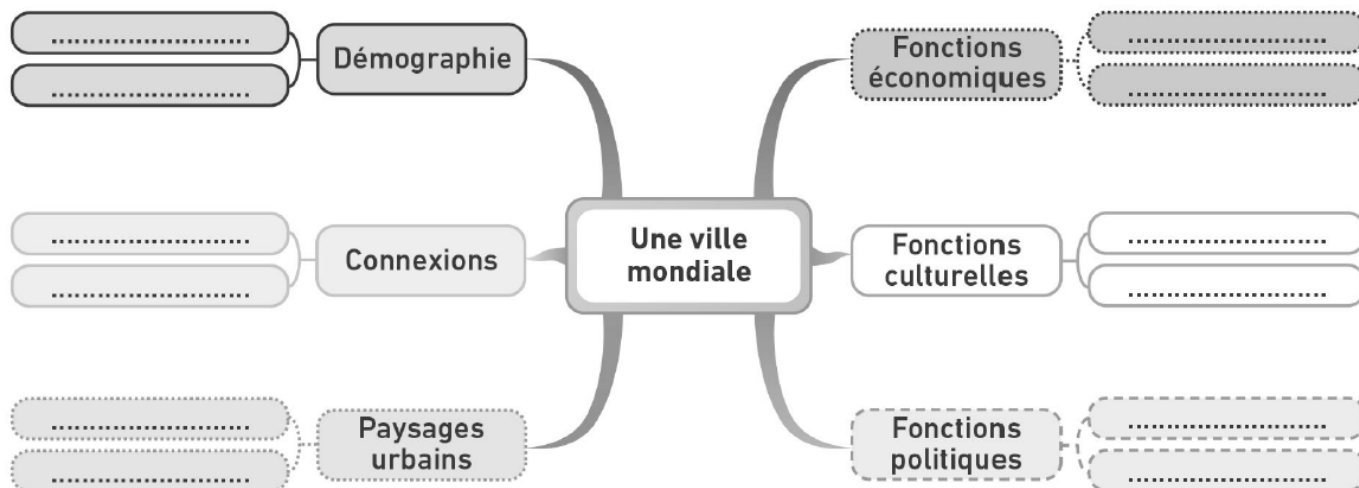 Démographie
Fonctions
économiques
Connexions
Une ville
mondiale
Fonctions
culturelles
Paysages
urbains
Fonctions
politiques